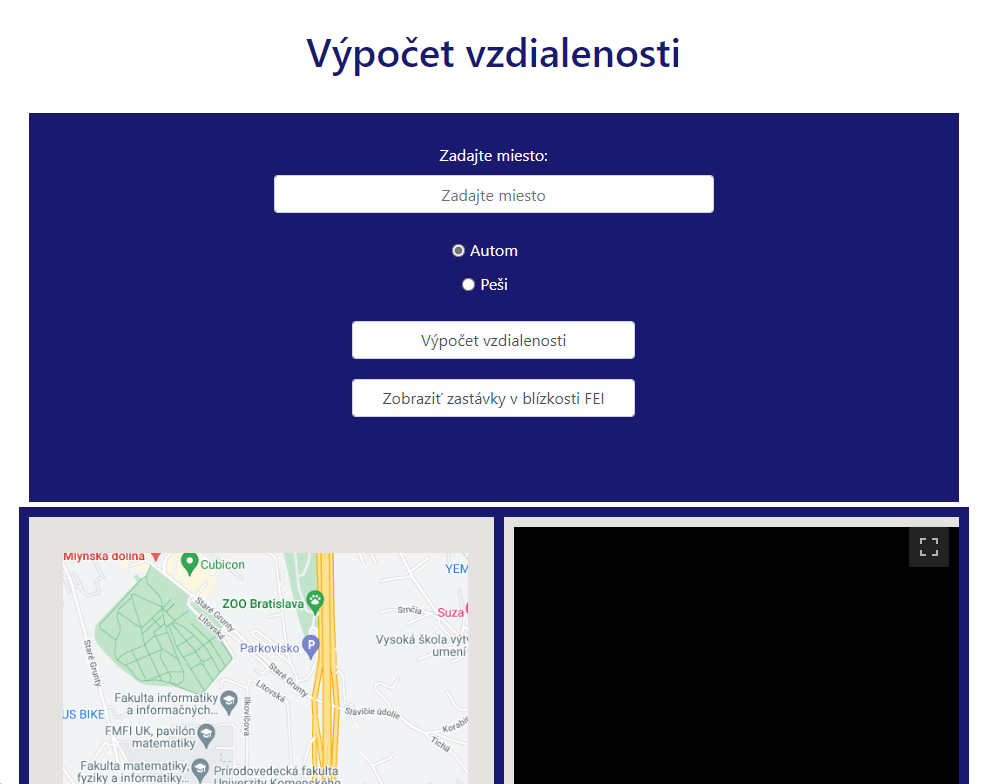 Výpočet vzdialenosti
Zadajte miesto:
Zadajte miesto
Autom
Peši
Výpočet vzdialenosti
Zobraziť zastávky v blízkosti FEI
Mlynská dolina
Cubicon
YEM
ZOO Bratislava
Staré Grunty
Litovská
Srnčia
Suza
Parkovisko
P
Vysoká škola výtv
umení
Staré Grunty
Staré Grunty
Litovská
Fakulta informatiky
a informačných...
Ilkovičova
Slávičie údolie
US BIKE
FMFI UK, pavilón
matematiky
Korabin
Tichá
Fakulta matematiky,
fyziky a informatiky...
Prírodovedecká fakulta
Univerzity Komenského